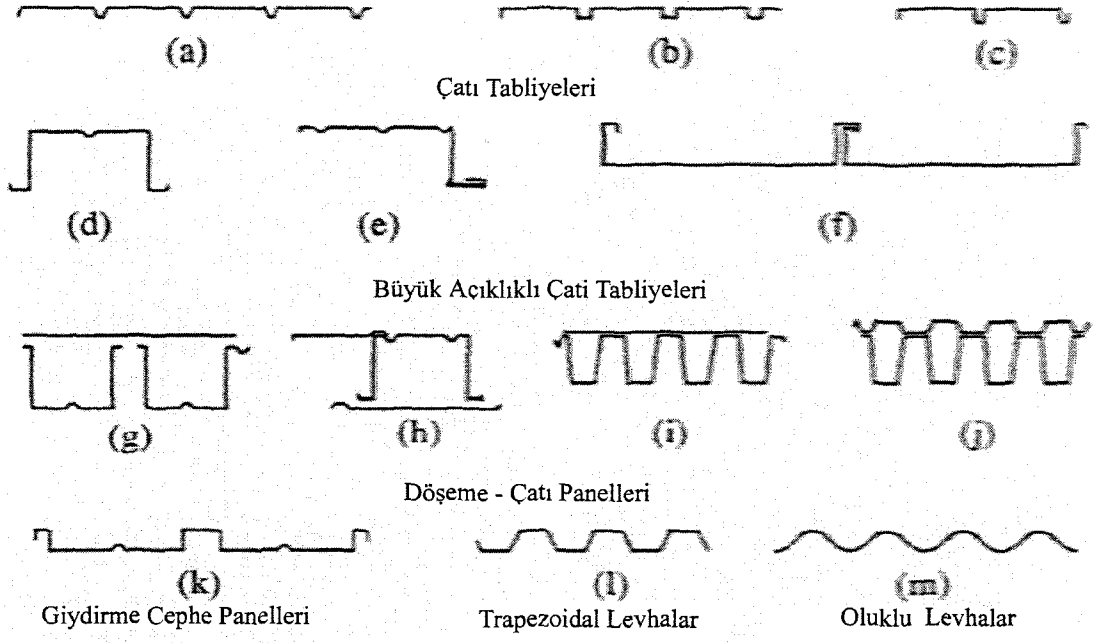 (a) (b) (c)
Çatı Tabliyeleri
(d) (e) (f)
Büyük Açıklıklı Çati Tabliyeleri
(g) (h) (i) (j)
Döşeme - Çatı Panelleri
(k) (l) (m)
Giydirme Cephe Panelleri Trapezoidal Levhalar Oluklu Levhalar